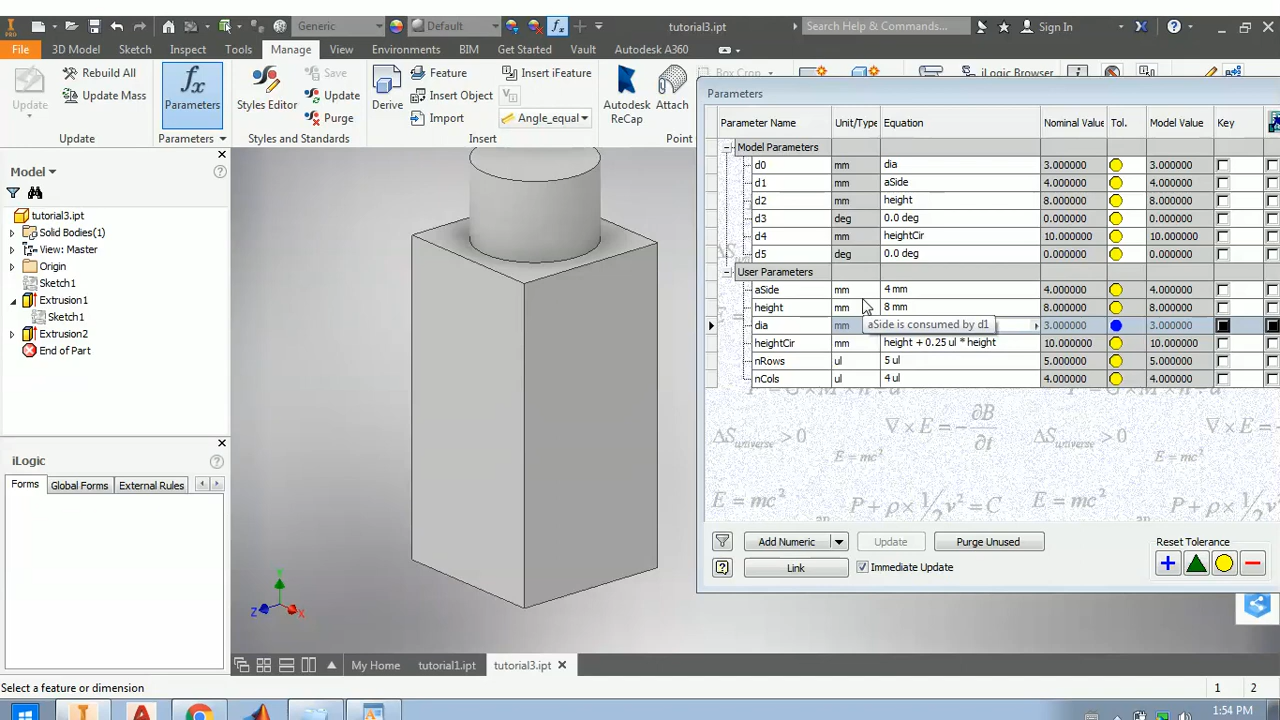 PRO
Generic
Default
fx
tutorial3.ipt
Search Help & Commands...
Sign In
File
3D Model
Sketch
Inspect
Tools
Manage
View
Environments
BIM
Get Started
Vault
Autodesk A360
Update
Rebuild All
Mass Update
Update
fx
Parameters
Parameters
Styles Editor
Save
Update
Purge
Styles and Standards
Derive
Feature
Insert Object
Import
Insert iFeature
Angle_equal
Insert
Autodesk
ReCap
Attach
Point
Box Crop
iLogic Browser
Model
tutorial3.ipt
Solid Bodies(1)
View: Master
Origin
Sketch1
Extrusion1
Sketch1
Extrusion2
End of Part
iLogic
Forms
Global Forms
External Rules
Parameters
Parameter Name Unit/Type Equation Nominal Value Tol. Model Value Key
Model Parameters
d0 mm dia 3.000000 3.000000
d1 mm aSide 4.000000 4.000000
d2 mm height 8.000000 8.000000
d3 deg 0.0 deg 0.000000 0.000000
d4 mm heightCir 10.000000 10.000000
d5 deg 0.0 deg 0.000000 0.000000
User Parameters
aSide mm 4 mm 4.000000 4.000000
height mm 8 mm 8.000000 8.000000
dia mm 3.000000 3.000000
aSide is consumed by d1
heightCir mm height + 0.25 ul * height 10.000000 10.000000
nRows ul 5 ul 5.000000 5.000000
nCols ul 4 ul 4.000000 4.000000
Add Numeric
Update
Purge Unused
Reset Tolerance
Link
Immediate Update
Y
Z
X
My Home
tutorial1.ipt
tutorial3.ipt
Select a feature or dimension
1
2
1:54 PM